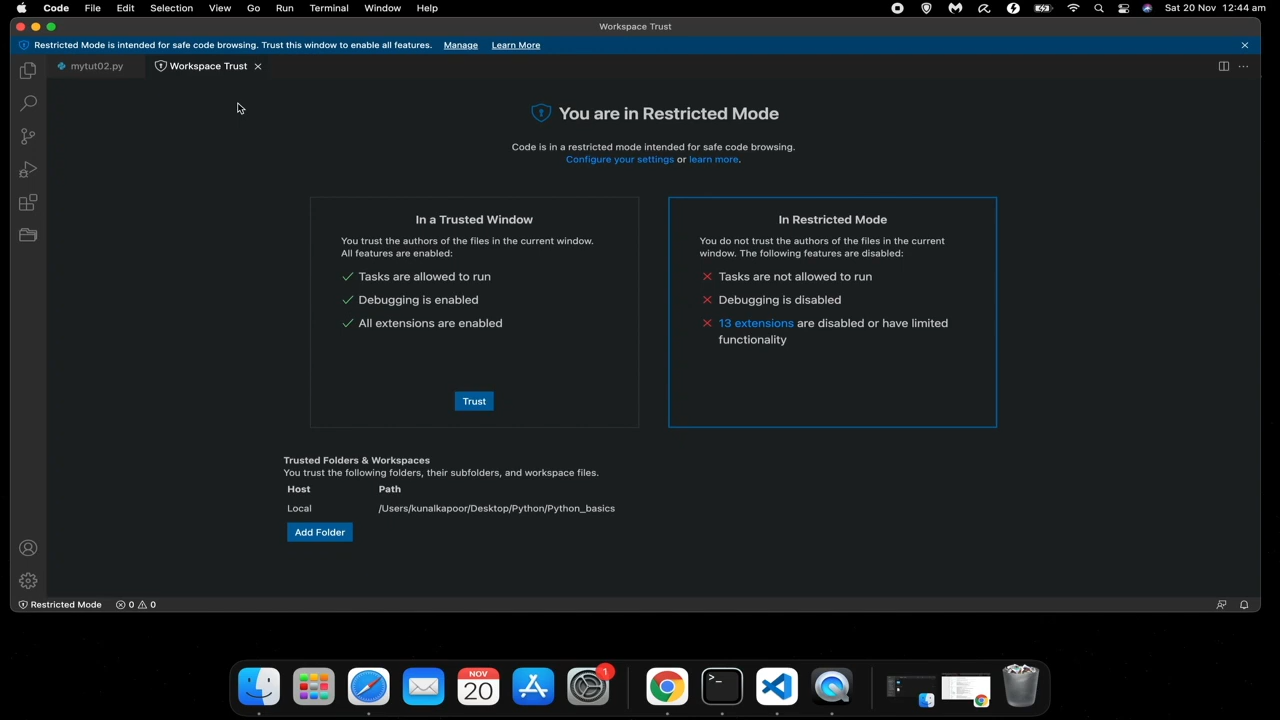 Code File Edit Selection View Go Run Terminal Window Help Sat 20 Nov 12:44 am
Workspace Trust
Restricted Mode is intended for safe code browsing. Trust this window to enable all features. Manage Learn More
mytut02.py Workspace Trust
You are in Restricted Mode
Code is in a restricted mode intended for safe code browsing.
Configure your settings or learn more.
In a Trusted Window
You trust the authors of the files in the current window.
All features are enabled:
Tasks are allowed to run
Debugging is enabled
All extensions are enabled
Trust
In Restricted Mode
You do not trust the authors of the files in the current
window. The following features are disabled:
Tasks are not allowed to run
Debugging is disabled
13 extensions are disabled or have limited
functionality
Trusted Folders & Workspaces
You trust the following folders, their subfolders, and workspace files.
Host Path
Local /Users/kunalkapoor/Desktop/Python/Python_basics
Add Folder
Restricted Mode 0 0
NOV
20
1